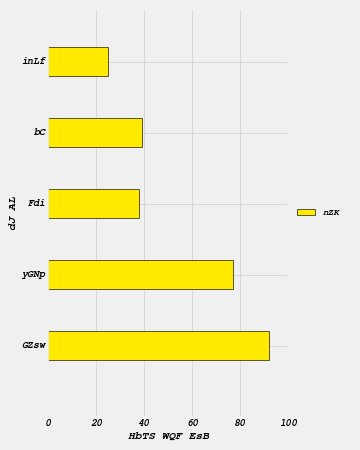 inLf
bC
Fdi
yGNp
GZsw
dJ AL
nZK
0 20 40 60 80 100
HbTS WQF EsB